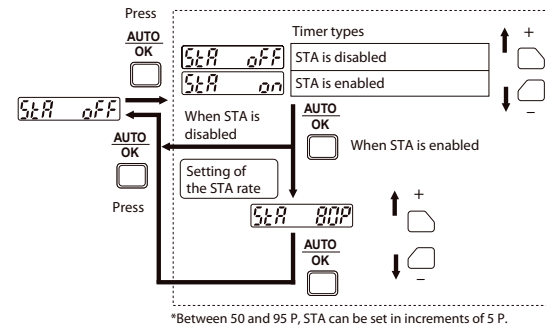 Press
AUTO
OK
Timer types
StA oFF
STA is disabled
StA on
STA is enabled
+
−
StA oFF
When STA is
disabled
AUTO
OK
When STA is enabled
AUTO
OK
Press
Setting of
the STA rate
StA 80P
+
−
AUTO
OK
*Between 50 and 95 P, STA can be set in increments of 5 P.